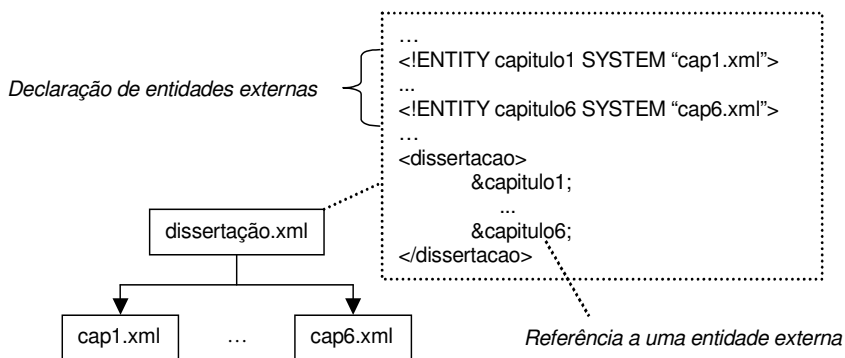 …
<!ENTITY capitulo1 SYSTEM “cap1.xml”>
Declaração de entidades externas
...
<!ENTITY capitulo6 SYSTEM “cap6.xml”>
…
<dissertacao>
&capitulo1;
...
dissertação.xml
&capitulo6;
</dissertacao>
cap1.xml
…
cap6.xml
Referência a uma entidade externa